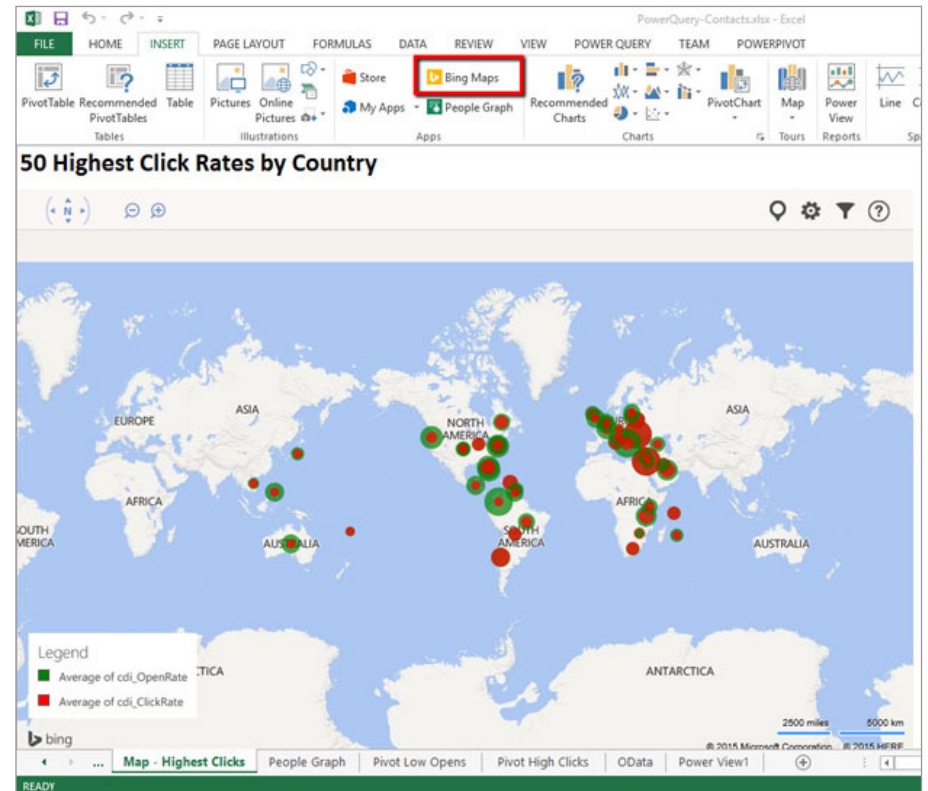 PowerQuery-Contacts.xlsx - Excel
FILE HOME INSERT PAGE LAYOUT FORMULAS DATA REVIEW VIEW POWER QUERY TEAM POWERPIVOT
Store Bing Maps
PivotTable Recommended PivotTables Table Pictures Online Pictures My Apps People Graph Recommended Charts PivotChart Map Power View Line
Tables Illustrations Apps Charts Tours Reports
50 Highest Click Rates by Country
N
EUROPE ASIA NORTH AMERICA ASIA
AFRICA AFRICA
SOUTH AMERICA AUSTRALIA SOUTH AMERICA AUSTRALIA
Legend
Average of cdi_OpenRate
Average of cdi_ClickRate
ANTARCTICA
2500 miles 5000 km
bing
© 2015 Microsoft Corporation © 2015 HERE
... Map - Highest Clicks People Graph Pivot Low Opens Pivot High Clicks OData Power View1
READY